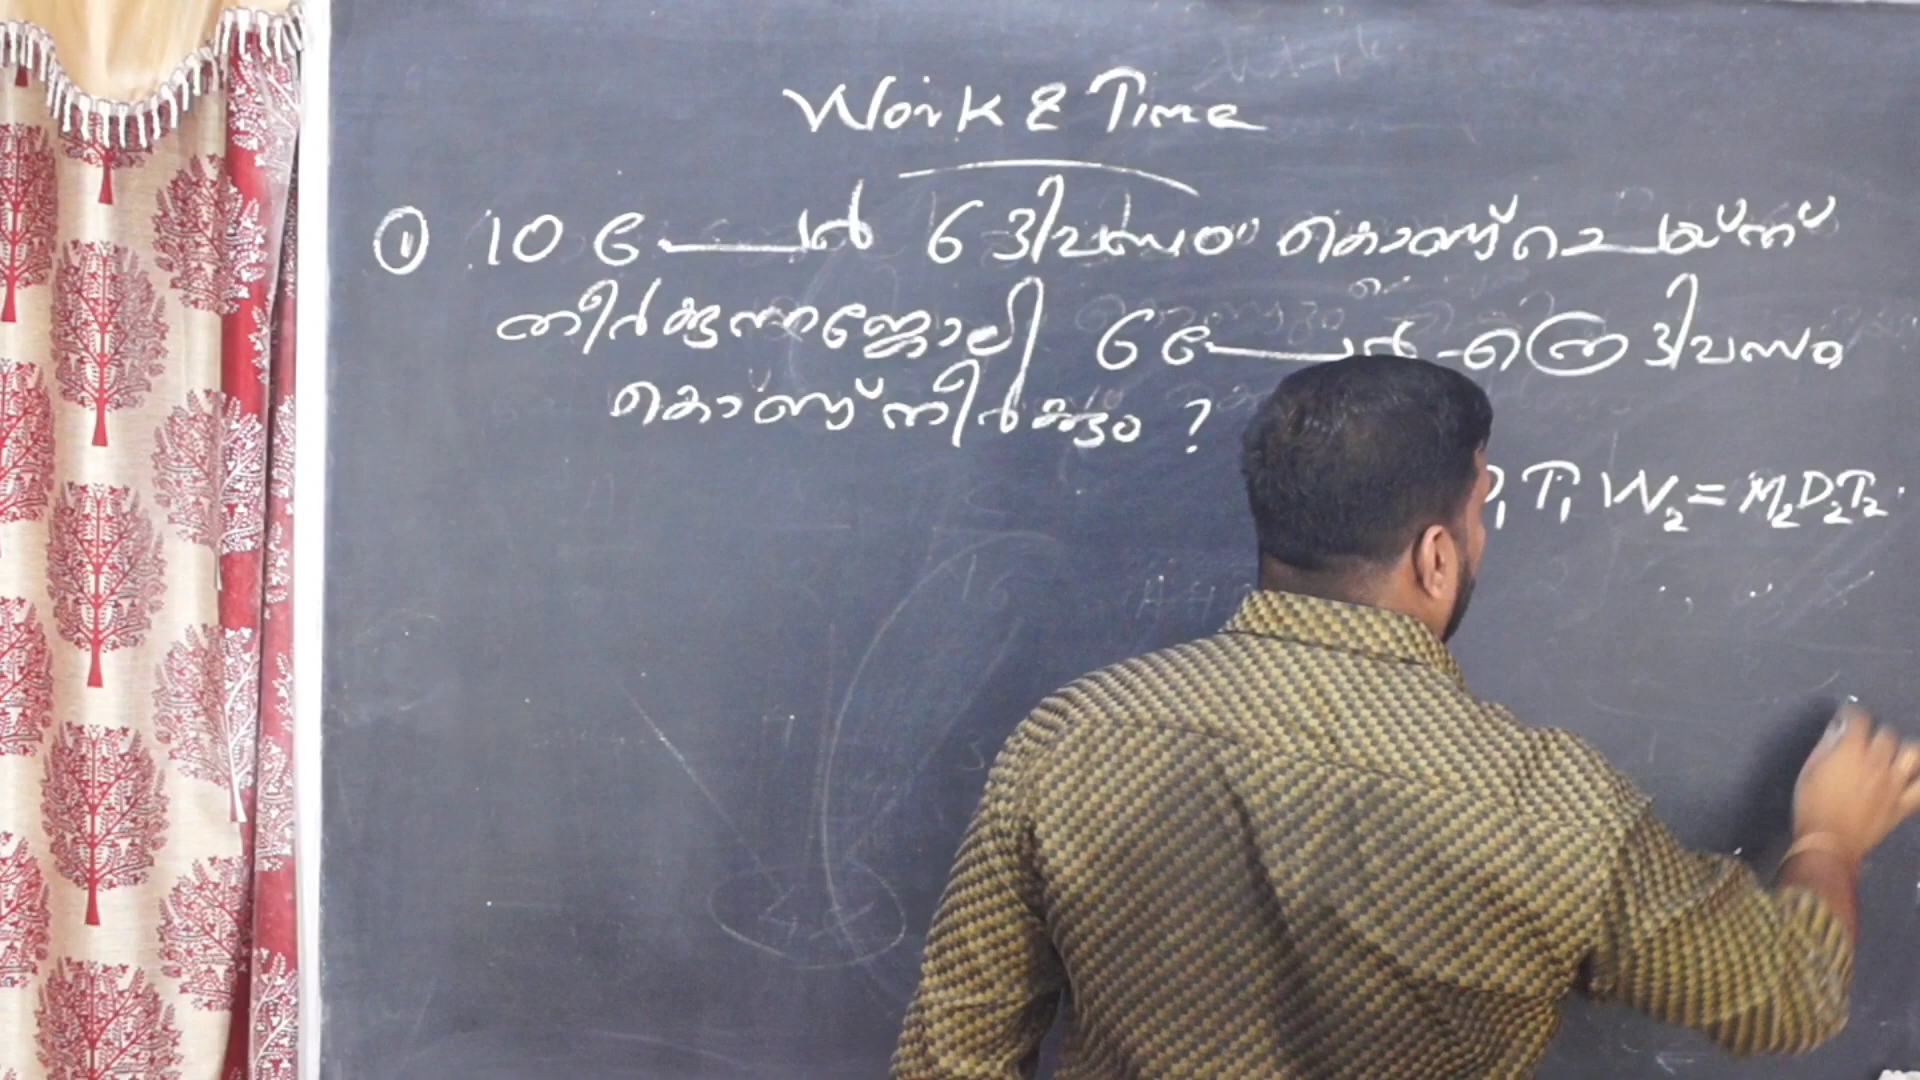 Work & Time
① 10 പേർ 6 ദിവസം കൊണ്ട് ചെയ്ത്
തീർക്കുന്ന ജോലി 6 പേർ എത്ര ദിവസം
കൊണ്ട് തീർക്കും ?
T₁ W₂ = M₂D₂T₂